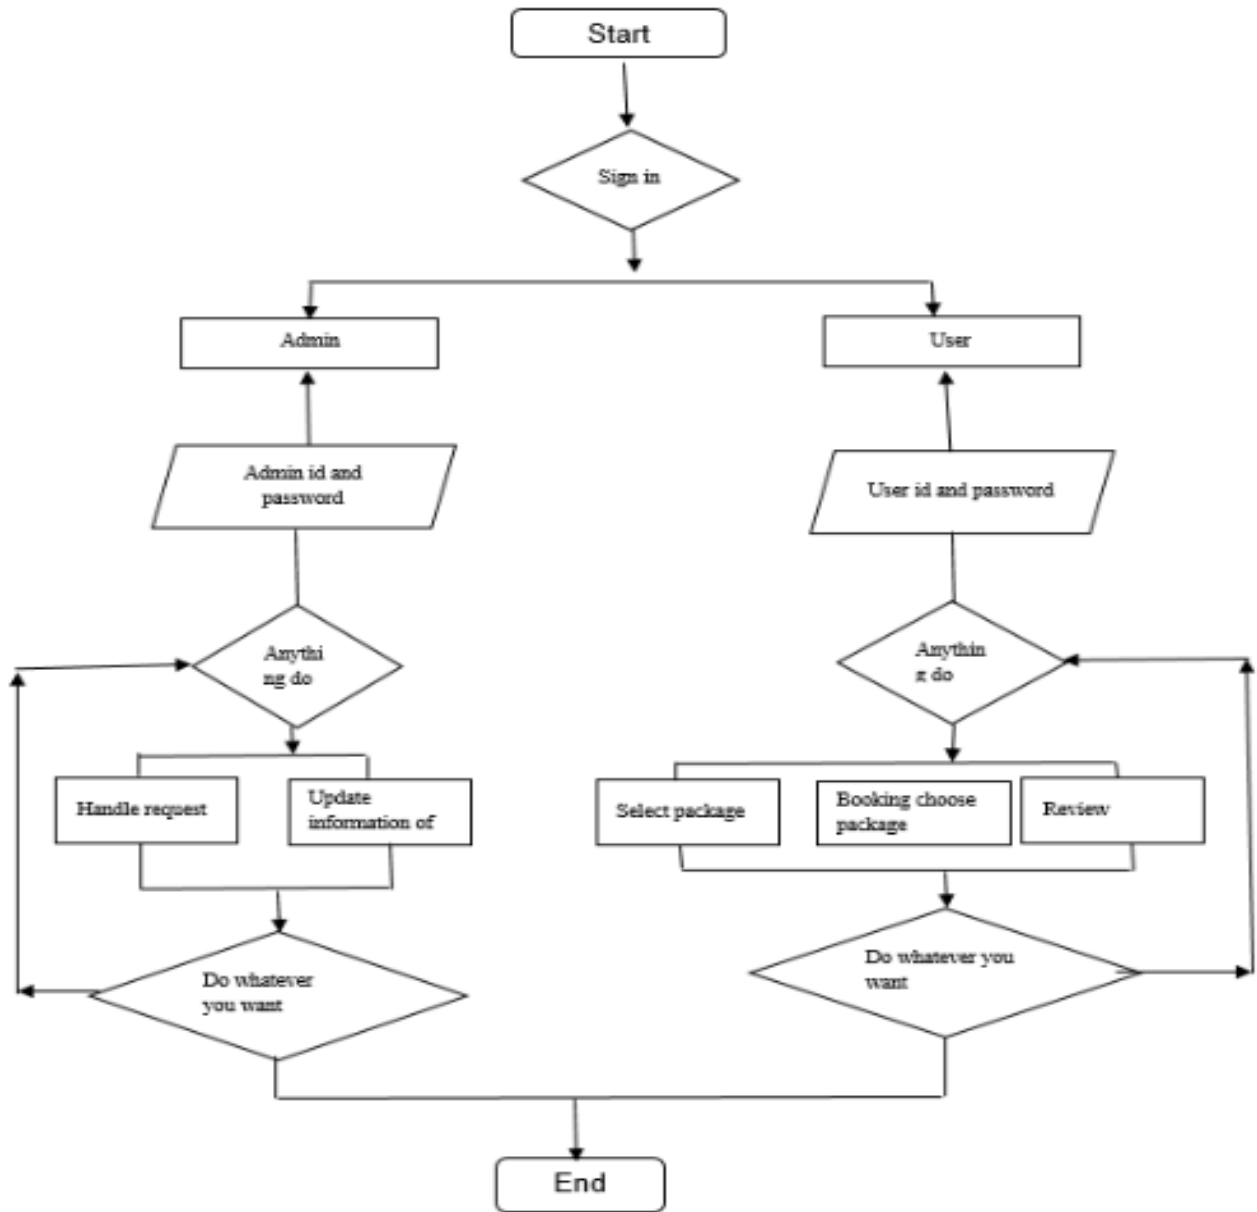 Start
Sign in
Admin
User
Admin id and
password
User id and password
Anythi
ng do
Anythin
g do
Handle request
Update
information of
Select package
Booking choose
package
Review
Do whatever
you want
Do whatever you
want
End